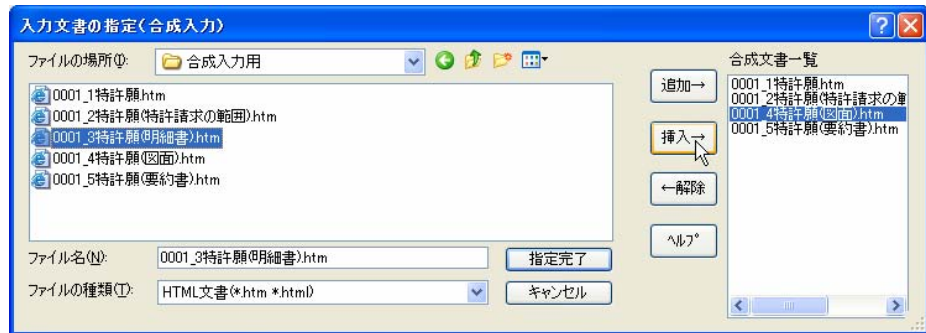 入力文書の指定(合成入力)
ファイルの場所(I):
合成入力用
0001_1特許願.htm
0001_2特許願(特許請求の範囲).htm
0001_3特許願(明細書).htm
0001_4特許願(図面).htm
0001_5特許願(要約書).htm
ファイル名(N):
0001_3特許願(明細書).htm
指定完了
ファイルの種類(T):
HTML文書(*.htm *.html)
キャンセル
追加→
挿入→
←解除
ヘルプ
合成文書一覧
0001_1特許願.htm
0001_2特許願(特許請求の範
0001_4特許願(図面).htm
0001_5特許願(要約書).htm